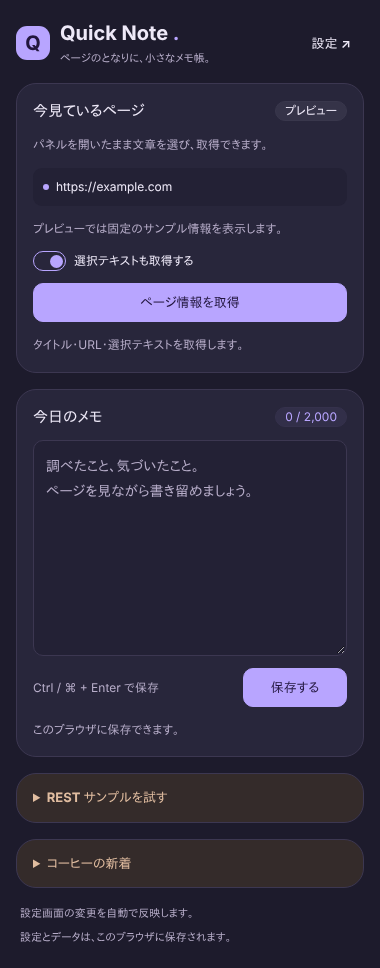 Q
Quick Note .
ページのとなりに、小さなメモ帳。
設定 ↗
今見ているページ
プレビュー
パネルを開いたまま文章を選び、取得できます。
https://example.com
プレビューでは固定のサンプル情報を表示します。
選択テキストも取得する
ページ情報を取得
タイトル・URL・選択テキストを取得します。
今日のメモ
0 / 2,000
調べたこと、気づいたこと。
ページを見ながら書き留めましょう。
Ctrl / ⌘ + Enter で保存
保存する
このブラウザに保存できます。
▶ REST サンプルを試す
▶ コーヒーの新着
設定画面の変更を自動で反映します。
設定とデータは、このブラウザに保存されます。